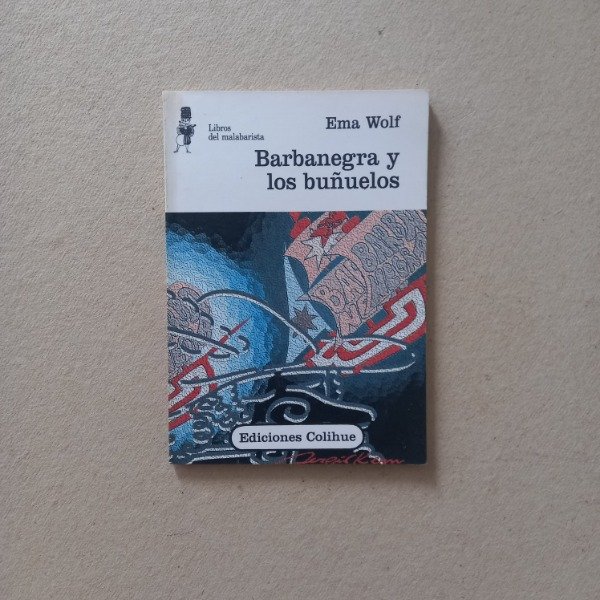 Libros
del malabarista
Ema Wolf
Barbanegra y
los buñuelos
Ediciones Colihue